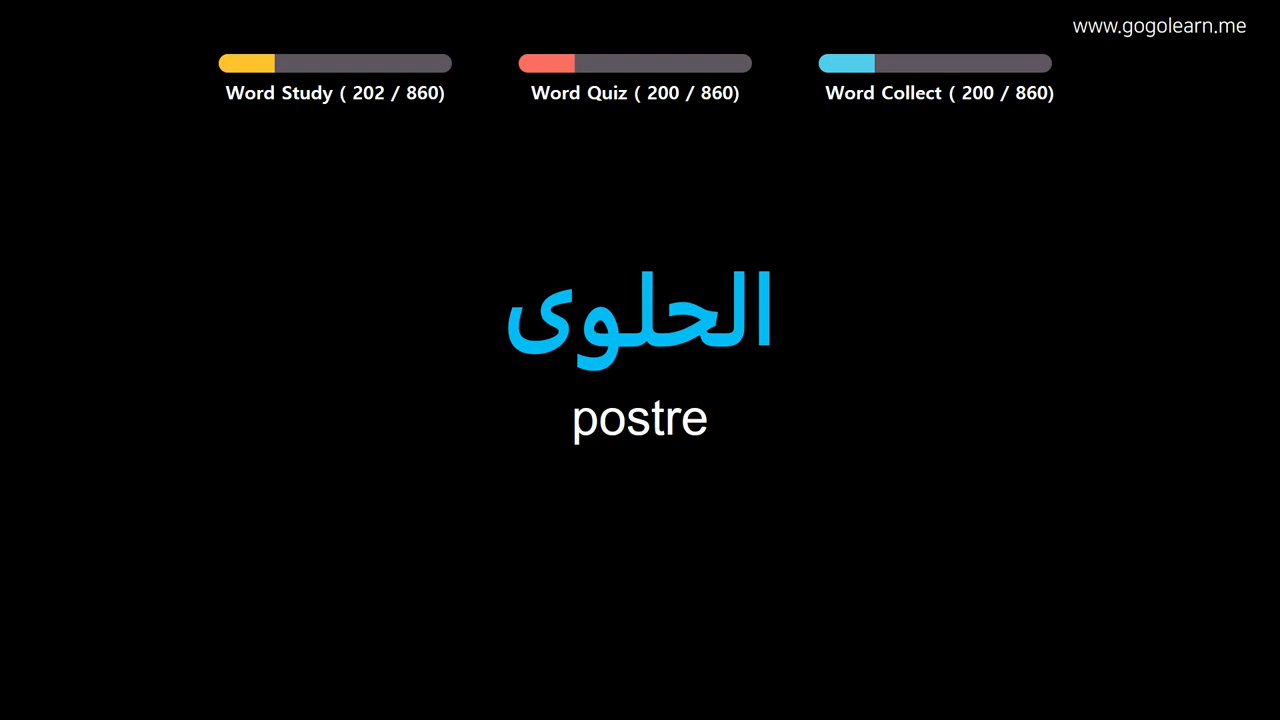 www.gogolearn.me
Word Study ( 202 / 860)
Word Quiz ( 200 / 860)
Word Collect ( 200 / 860)
الحلوى
postre